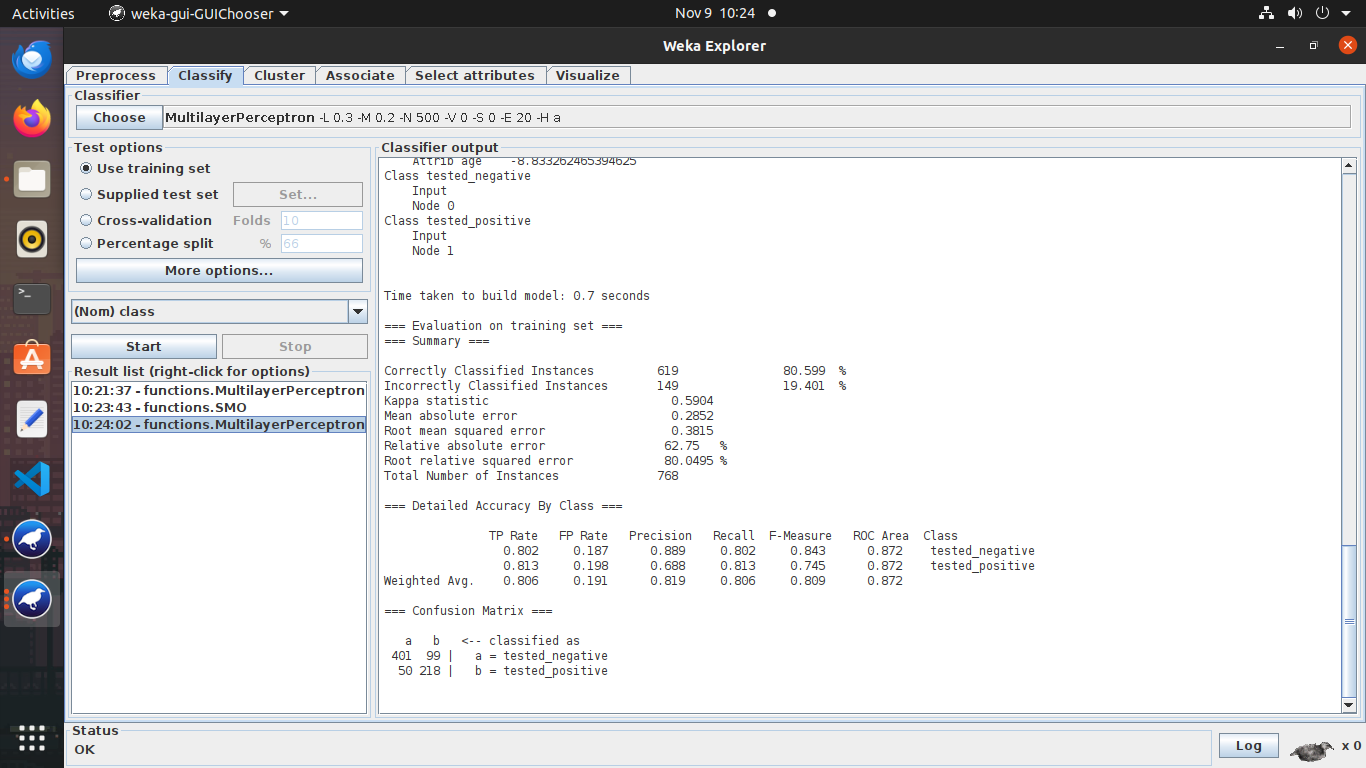 Activities weka-gui-GUIChooser Nov 9 10:24
Weka Explorer
Preprocess Classify Cluster Associate Select attributes Visualize
Classifier
Choose MultilayerPerceptron -L 0.3 -M 0.2 -N 500 -V 0 -S 0 -E 20 -H a
Test options
Use training set
Supplied test set Set...
Cross-validation Folds 10
Percentage split % 66
More options...
(Nom) class
Start Stop
Result list (right-click for options)
10:21:37 - functions.MultilayerPerceptron
10:23:43 - functions.SMO
10:24:02 - functions.MultilayerPerceptron
Classifier output
Attrib age -8.833262465394625
Class tested_negative
Input
Node 0
Class tested_positive
Input
Node 1
Time taken to build model: 0.7 seconds
=== Evaluation on training set ===
=== Summary ===
Correctly Classified Instances 619 80.599 %
Incorrectly Classified Instances 149 19.401 %
Kappa statistic 0.5904
Mean absolute error 0.2852
Root mean squared error 0.3815
Relative absolute error 62.75 %
Root relative squared error 80.0495 %
Total Number of Instances 768
=== Detailed Accuracy By Class ===
TP Rate FP Rate Precision Recall F-Measure ROC Area Class
0.802 0.187 0.889 0.802 0.843 0.872 tested_negative
0.813 0.198 0.688 0.813 0.745 0.872 tested_positive
Weighted Avg. 0.806 0.191 0.819 0.806 0.809 0.872
=== Confusion Matrix ===
a b <-- classified as
401 99 | a = tested_negative
50 218 | b = tested_positive
Status
OK
Log x 0